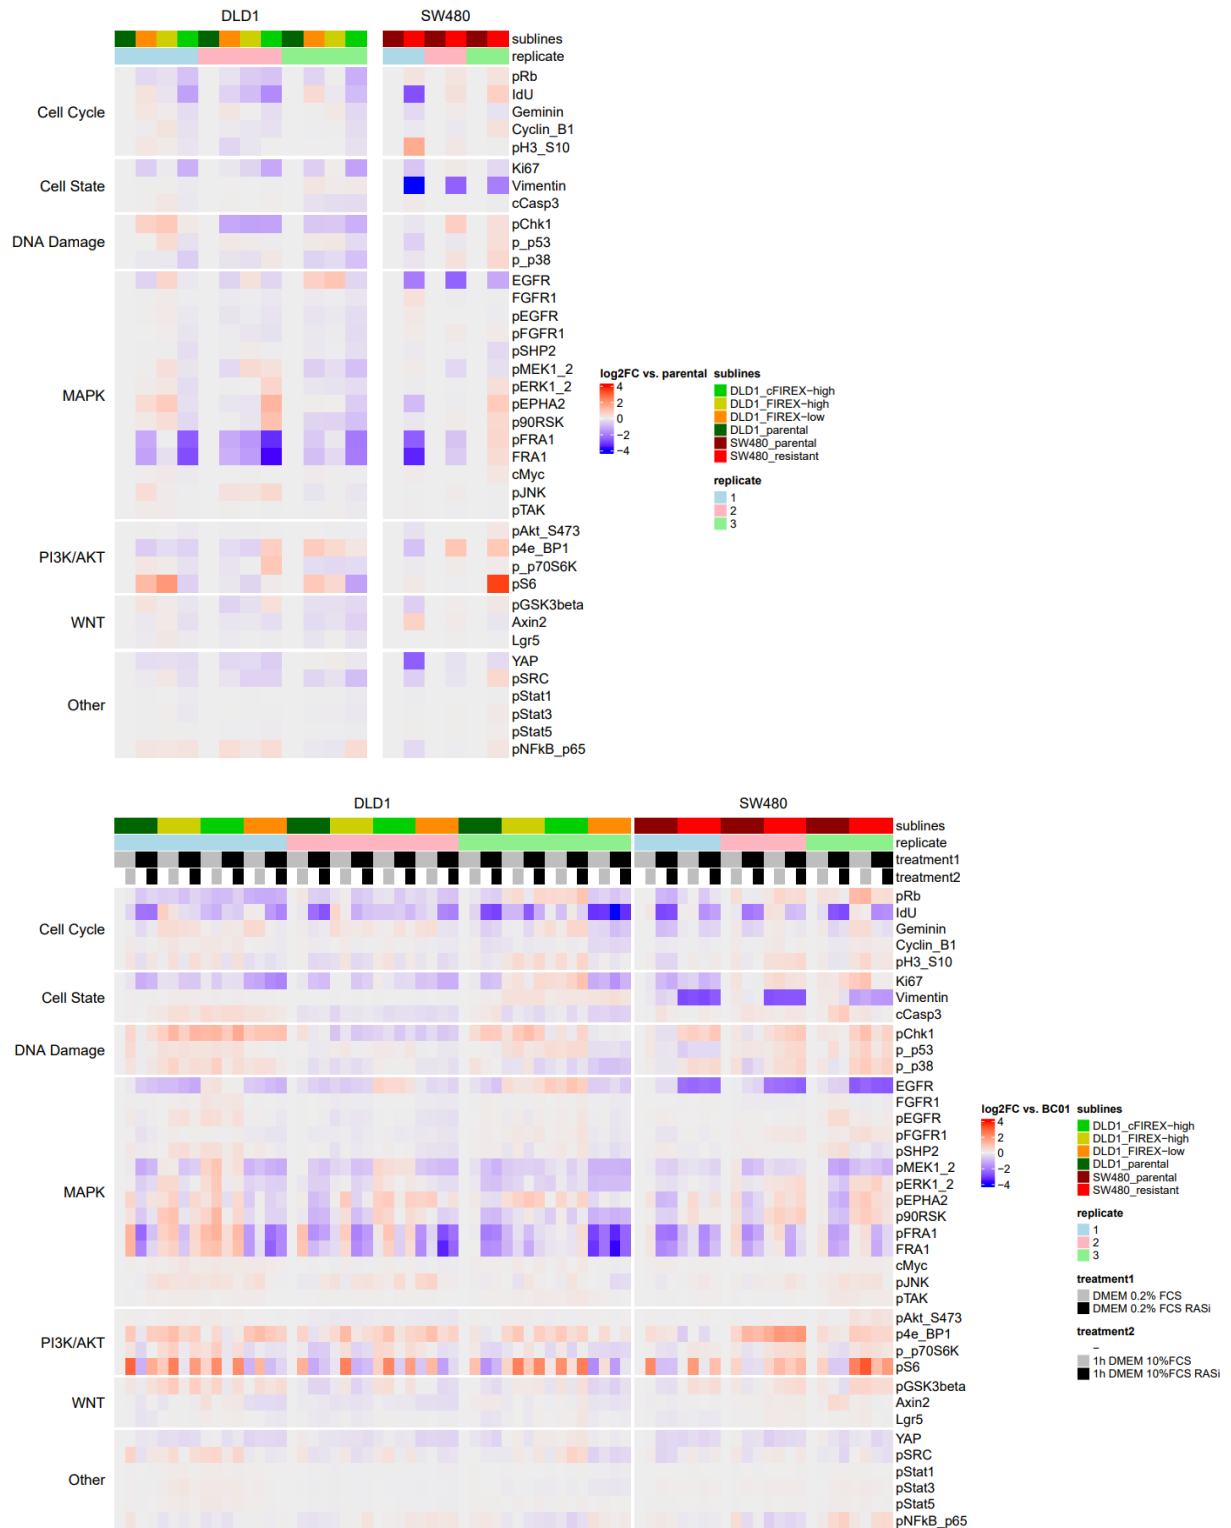 DLD1
SW480
sublines
replicate
Cell Cycle
pRb
IdU
Geminin
Cyclin_B1
pH3_S10
Cell State
Ki67
Vimentin
cCasp3
DNA Damage
pChk1
p_p53
p_p38
MAPK
EGFR
FGFR1
pEGFR
pFGFR1
pSHP2
pMEK1_2
pERK1_2
pEPHA2
p90RSK
pFRA1
FRA1
cMyc
pJNK
pTAK
PI3K/AKT
pAkt_S473
p4e_BP1
p_p70S6K
pS6
WNT
pGSK3beta
Axin2
Lgr5
Other
YAP
pSRC
pStat1
pStat3
pStat5
pNFkB_p65
log2FC vs. parental
4
2
0
−2
−4
sublines
DLD1_cFIREX−high
DLD1_FIREX−high
DLD1_FIREX−low
DLD1_parental
SW480_parental
SW480_resistant
replicate
1
2
3
DLD1
SW480
sublines
replicate
treatment1
treatment2
Cell Cycle
pRb
IdU
Geminin
Cyclin_B1
pH3_S10
Cell State
Ki67
Vimentin
cCasp3
DNA Damage
pChk1
p_p53
p_p38
MAPK
EGFR
FGFR1
pEGFR
pFGFR1
pSHP2
pMEK1_2
pERK1_2
pEPHA2
p90RSK
pFRA1
FRA1
cMyc
pJNK
pTAK
PI3K/AKT
pAkt_S473
p4e_BP1
p_p70S6K
pS6
WNT
pGSK3beta
Axin2
Lgr5
Other
YAP
pSRC
pStat1
pStat3
pStat5
pNFkB_p65
log2FC vs. BC01
4
2
0
−2
−4
sublines
DLD1_cFIREX−high
DLD1_FIREX−high
DLD1_FIREX−low
DLD1_parental
SW480_parental
SW480_resistant
replicate
1
2
3
treatment1
DMEM 0.2% FCS
DMEM 0.2% FCS RASi
treatment2
−
1h DMEM 10%FCS
1h DMEM 10%FCS RASi